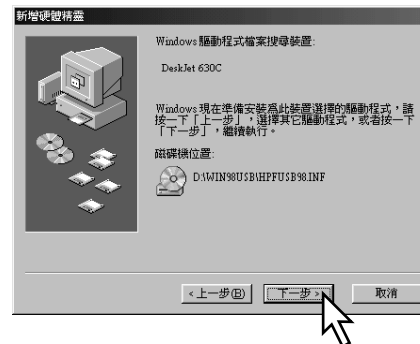 新增硬體精靈
Windows 驅動程式檔案搜尋裝置:
DeskJet 630C
Windows 現在準備安裝為此裝置選擇的驅動程式，請
按一下「上一步」，選擇其它驅動程式，或者按一下
「下一步」，繼續執行。
磁碟機位置:
D:\WIN98USB\HPFUSB98.INF
<上一步(B)
下一步>
取消